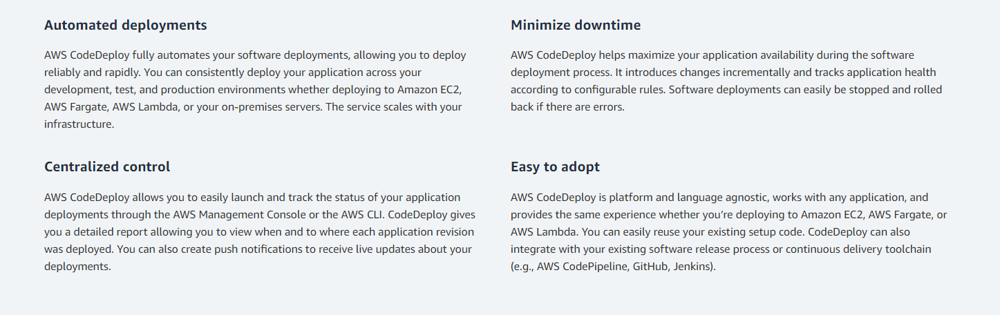 Automated deployments
AWS CodeDeploy fully automates your software deployments, allowing you to deploy
reliably and rapidly. You can consistently deploy your application across your
development, test, and production environments whether deploying to Amazon EC2,
AWS Fargate, AWS Lambda, or your on-premises servers. The service scales with your
infrastructure.
Minimize downtime
AWS CodeDeploy helps maximize your application availability during the software
deployment process. It introduces changes incrementally and tracks application health
according to configurable rules. Software deployments can easily be stopped and rolled
back if there are errors.
Centralized control
AWS CodeDeploy allows you to easily launch and track the status of your application
deployments through the AWS Management Console or the AWS CLI. CodeDeploy gives
you a detailed report allowing you to view when and to where each application revision
was deployed. You can also create push notifications to receive live updates about your
deployments.
Easy to adopt
AWS CodeDeploy is platform and language agnostic, works with any application, and
provides the same experience whether you’re deploying to Amazon EC2, AWS Fargate, or
AWS Lambda. You can easily reuse your existing setup code. CodeDeploy can also
integrate with your existing software release process or continuous delivery toolchain
(e.g., AWS CodePipeline, GitHub, Jenkins).